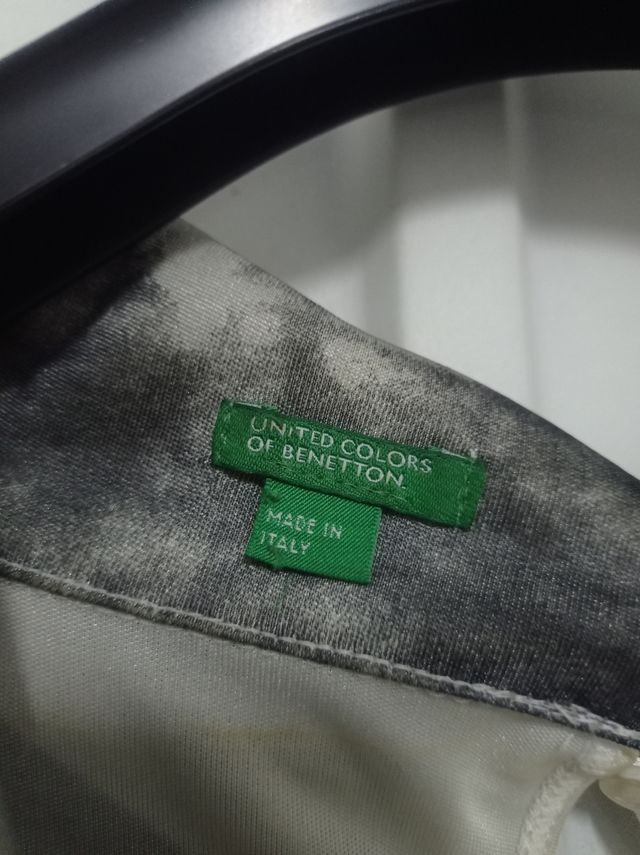 UNITED COLORS
OF BENETTON.
MADE IN
ITALY